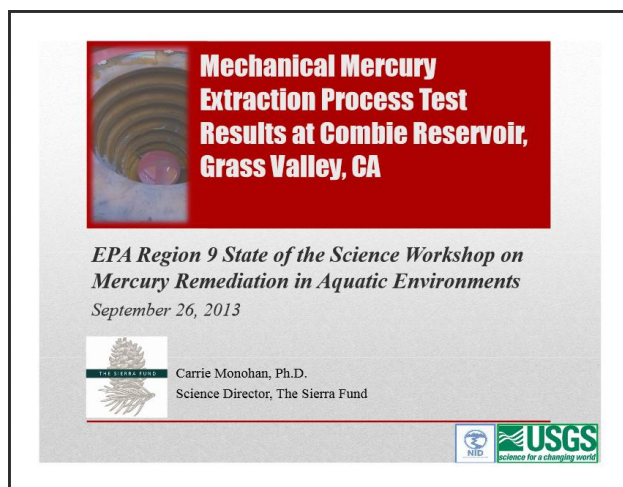 Mechanical Mercury
Extraction Process Test
Results at Combie Reservoir,
Grass Valley, CA
EPA Region 9 State of the Science Workshop on
Mercury Remediation in Aquatic Environments
September 26, 2013
THE SIERRA FUND
Carrie Monohan, Ph.D.
Science Director, The Sierra Fund
NID
USGS
science for a changing world